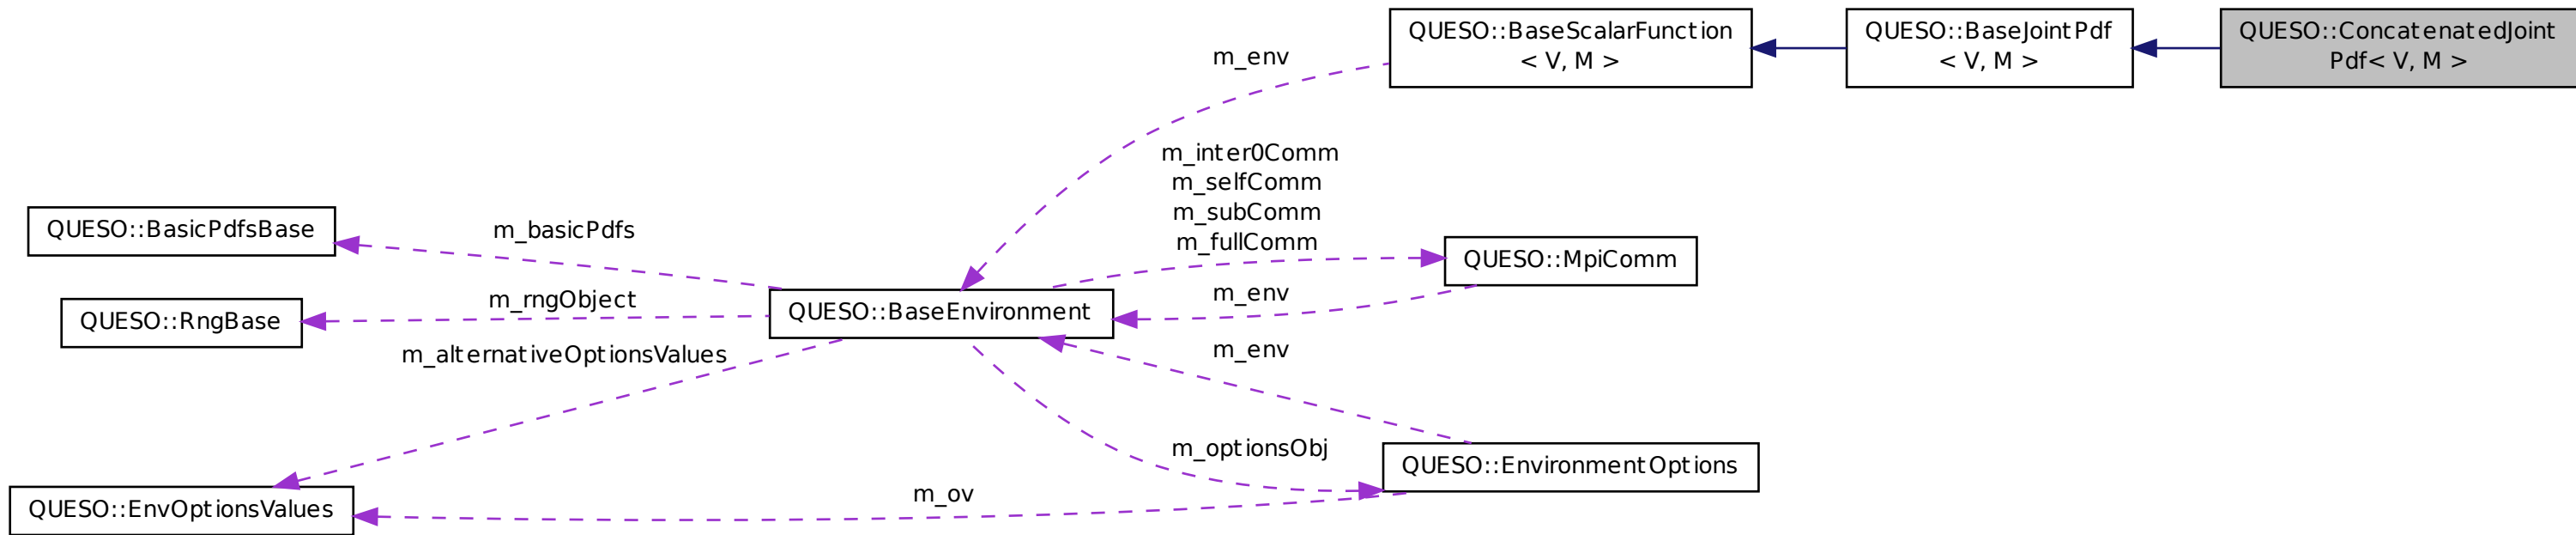 QUESO::BaseScalarFunction
< V, M >
QUESO::BaseJointPdf
< V, M >
QUESO::ConcatenatedJoint
Pdf< V, M >
m_env
m_inter0Comm
m_selfComm
m_subComm
m_fullComm
QUESO::BasicPdfsBase
m_basicPdfs
QUESO::MpiComm
m_rngObject
m_env
QUESO::RngBase
QUESO::BaseEnvironment
m_alternativeOptionsValues
m_env
m_optionsObj
QUESO::EnvironmentOptions
m_ov
QUESO::EnvOptionsValues